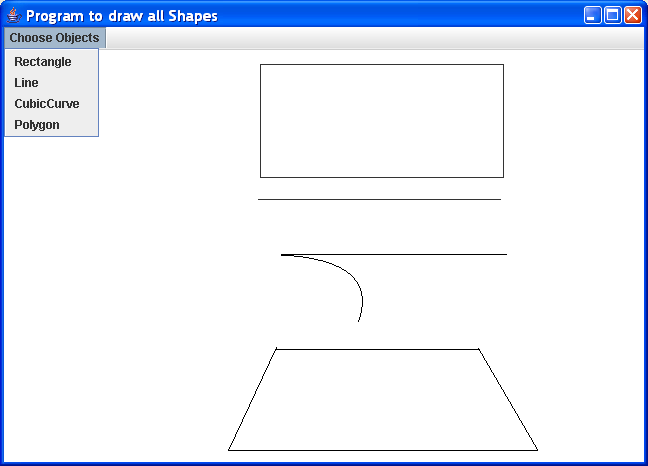 Program to draw all Shapes
Choose Objects
Rectangle
Line
CubicCurve
Polygon